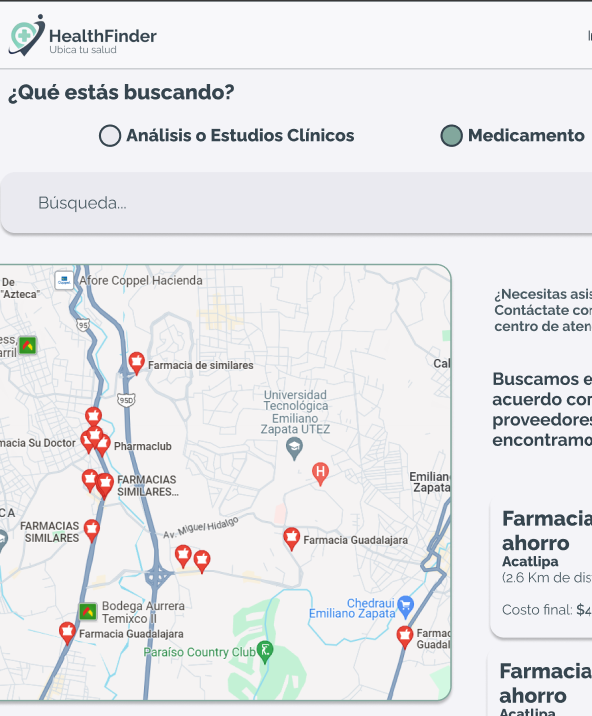 HealthFinder
Ubica tu salud
¿Qué estás buscando?
Análisis o Estudios Clínicos
Medicamento
Búsqueda...
De
"Azteca"
Afore Coppel Hacienda
95
ess,
arril
Farmacia de similares
Cal
95D
Universidad
Tecnológica
Emiliano
Zapata UTEZ
macia Su Doctor
Pharmaclub
H
FARMACIAS
SIMILARES...
Emilian
Zapata
CA
FARMACIAS
SIMILARES
Av. Miguel Hidalgo
Farmacia Guadalajara
Chedraui
Emiliano Zapata
Bodega Aurrera
Temixco II
Farmacia Guadalajara
Farmac
Guadal
Paraíso Country Club
¿Necesitas asis
Contáctate con
centro de aten
Buscamos e
acuerdo con
proveedores
encontramo
Farmacia
ahorro
Acatlipa
(2.6 Km de dis
Costo final: $4
Farmacia
ahorro
Acatlipa